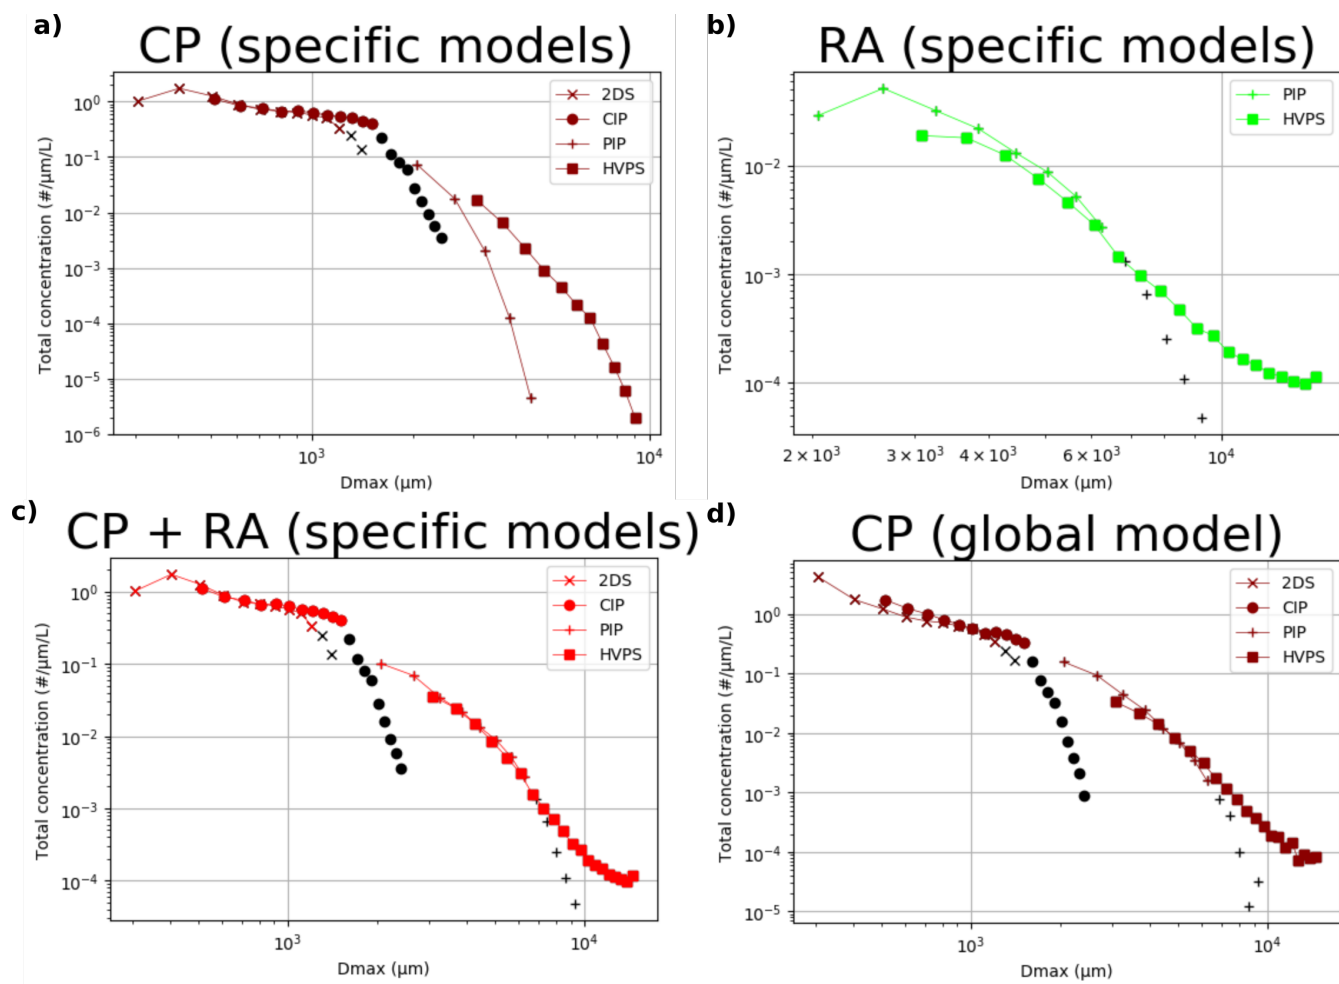 a)
CP (specific models)
2DS
CIP
PIP
HVPS
Total concentration (#/µm/L)
10⁰
10⁻¹
10⁻²
10⁻³
10⁻⁴
10⁻⁵
10⁻⁶
10³
10⁴
Dmax (µm)
b)
RA (specific models)
PIP
HVPS
Total concentration (#/µm/L)
10⁻²
10⁻³
10⁻⁴
2 × 10³
3 × 10³
4 × 10³
6 × 10³
10⁴
Dmax (µm)
c)
CP + RA (specific models)
2DS
CIP
PIP
HVPS
Total concentration (#/µm/L)
10⁰
10⁻¹
10⁻²
10⁻³
10⁻⁴
10³
10⁴
Dmax (µm)
d)
CP (global model)
2DS
CIP
PIP
HVPS
Total concentration (#/µm/L)
10⁰
10⁻¹
10⁻²
10⁻³
10⁻⁴
10⁻⁵
10³
10⁴
Dmax (µm)